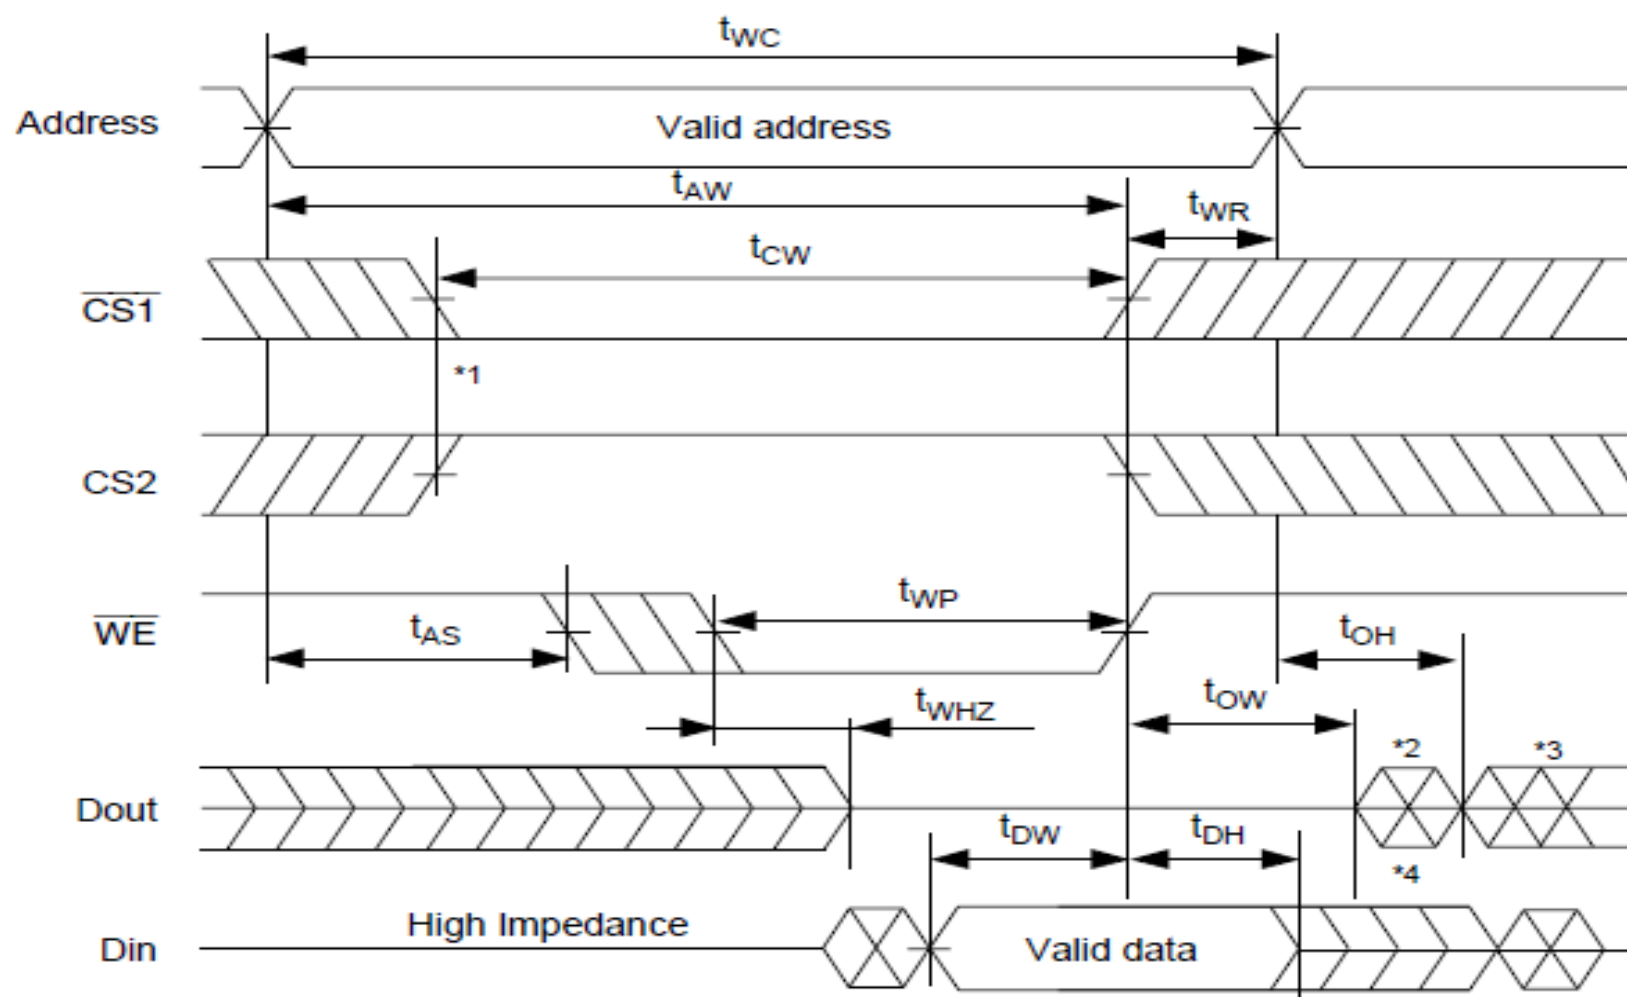 tWC
Address Valid address
tAW
tWR
tCW
CS1
*1
CS2
tWP
WE
tAS
tOH
tWHZ
tOW
*2 *3
Dout
tDW tDH
*4
High Impedance
Din Valid data